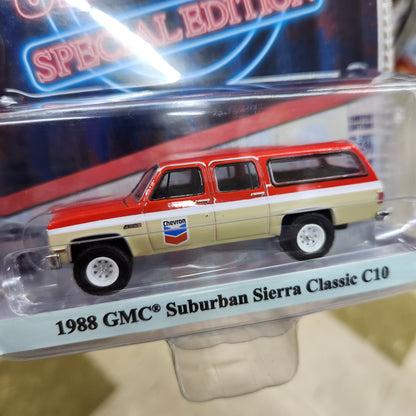 SPECIAL EDITION
Chevron
1988 GMC® Suburban Sierra Classic C10